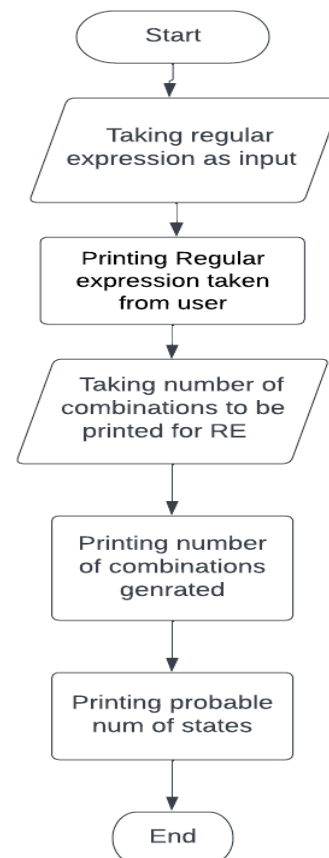 Start
Taking regular
expression as input
Printing Regular
expression taken
from user
Taking number of
combinations to be
printed for RE
Printing number
of combinations
genrated
Printing probable
num of states
End